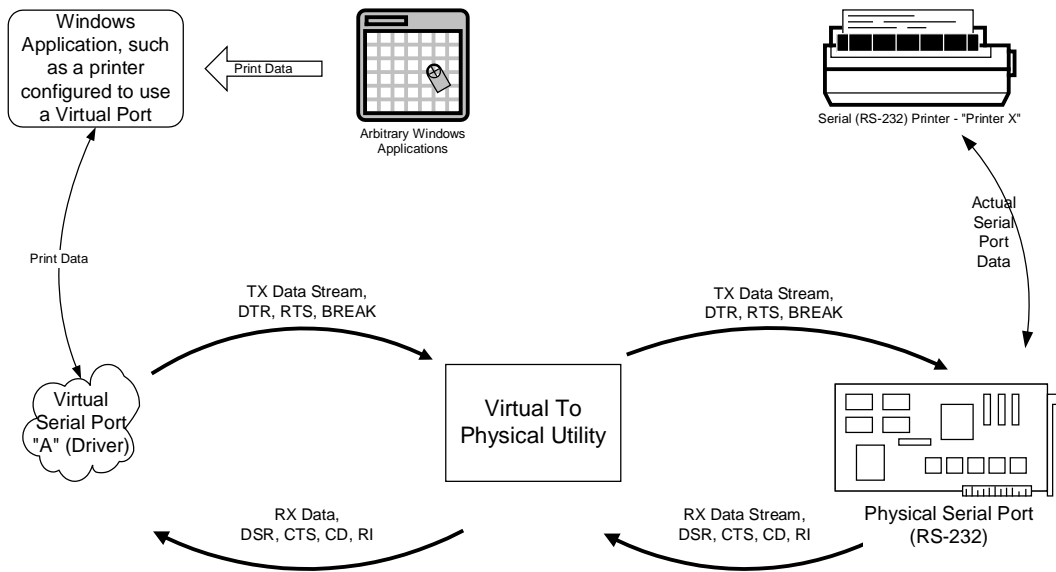 Windows
Application, such
as a printer
configured to use
a Virtual Port
Print Data
Arbitrary Windows
Applications
Serial (RS-232) Printer - "Printer X"
Actual
Serial
Port
Data
Print Data
TX Data Stream,
DTR, RTS, BREAK
TX Data Stream,
DTR, RTS, BREAK
Virtual
Serial Port
"A" (Driver)
Virtual To
Physical Utility
RX Data,
DSR, CTS, CD, RI
RX Data Stream,
DSR, CTS, CD, RI
Physical Serial Port
(RS-232)